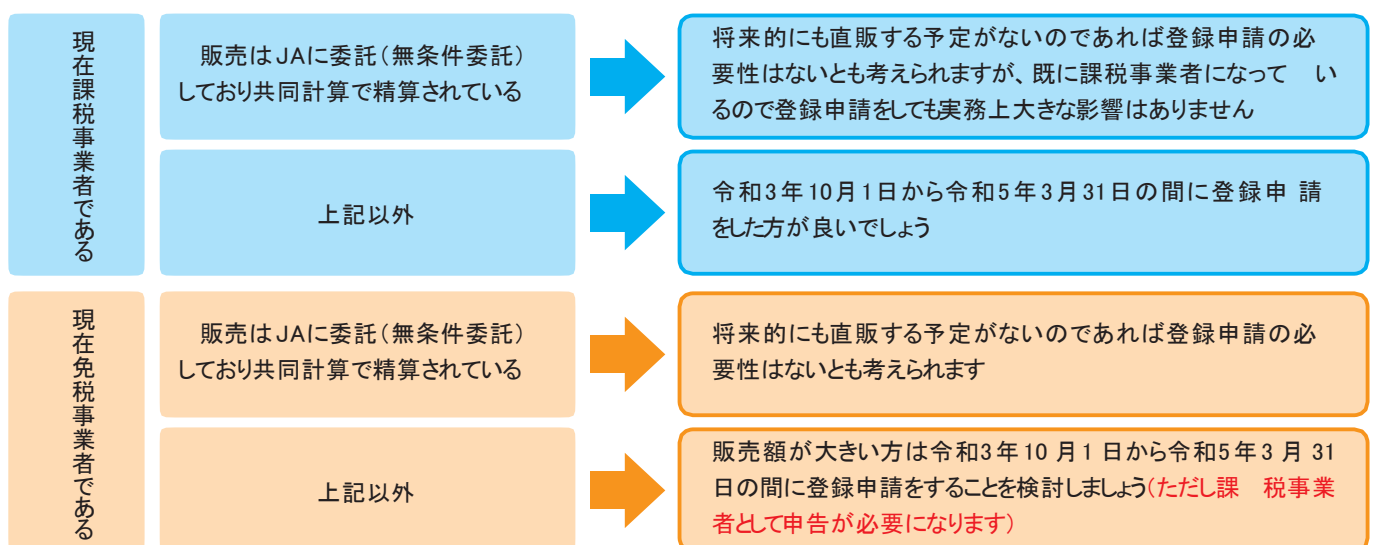 現在課税事業者である
販売はJAに委託（無条件委託）
しており共同計算で精算されている
将来的にも直販する予定がないのであれば登録申請の必
要性はないとも考えられますが、既に課税事業者になって　い
るので登録申請をしても実務上大きな影響はありません
上記以外
令和3年10月1日から令和5年3月31日の間に登録申 請
をした方が良いでしょう
現在免税事業者である
販売はJAに委託（無条件委託）
しており共同計算で精算されている
将来的にも直販する予定がないのであれば登録申請の必
要性はないとも考えられます
上記以外
販売額が大きい方は令和3年10 月1 日から令和5年3 月 31
日の間に登録申請をすることを検討しましょう（ただし課　税事業
者として申告が必要になります）